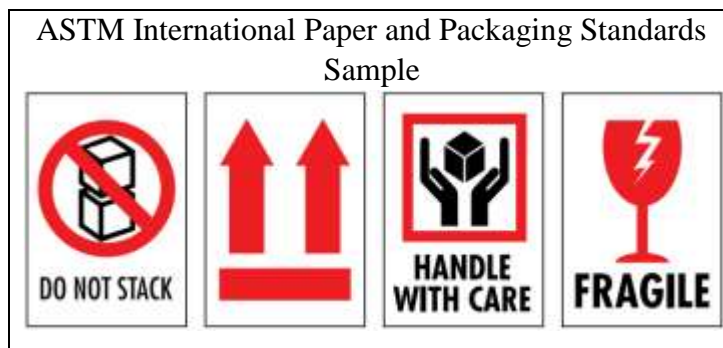 ASTM International Paper and Packaging Standards
Sample
DO NOT STACK
HANDLE
WITH CARE
FRAGILE